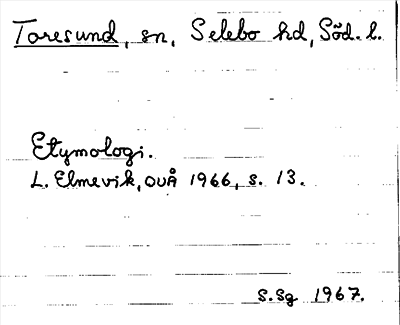 Toresund, sn, Selebo hd, Söd. l.
Etymologi.
L. Elmevik, OUÅ 1966, s. 13.
S.Sg 1967.